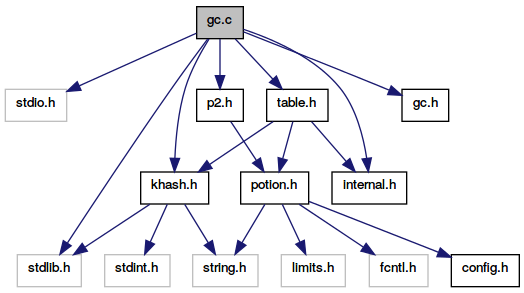 gc.c
stdio.h
p2.h
table.h
gc.h
khash.h
potion.h
internal.h
stdlib.h
stdint.h
string.h
limits.h
fcntl.h
config.h